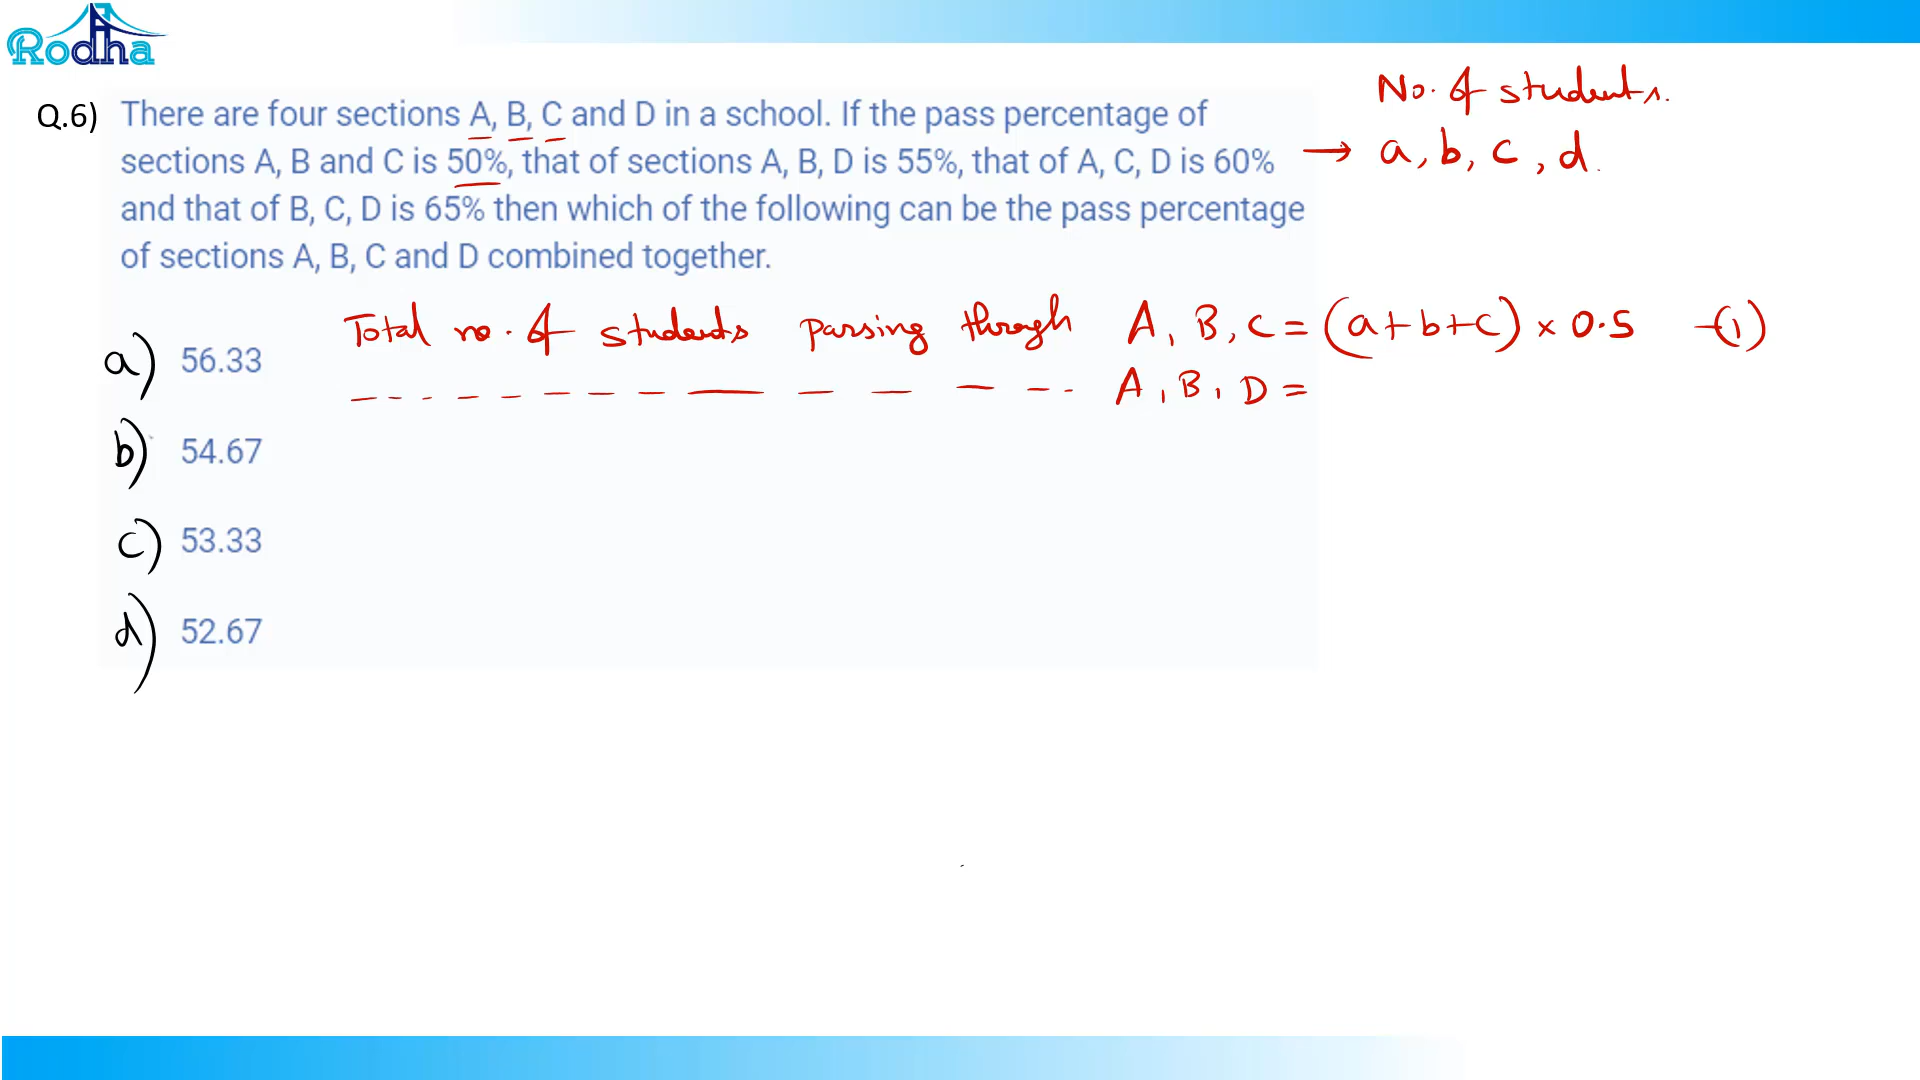 Rodha
No. of students.
Q.6) There are four sections A, B, C and D in a school. If the pass percentage of
sections A, B and C is 50%, that of sections A, B, D is 55%, that of A, C, D is 60%
→ a, b, c, d.
and that of B, C, D is 65% then which of the following can be the pass percentage
of sections A, B, C and D combined together.
Total no. of students passing through A, B, C = (a+b+c) × 0.5 -(1)
a) 56.33
A, B, D =
b) 54.67
c) 53.33
d) 52.67